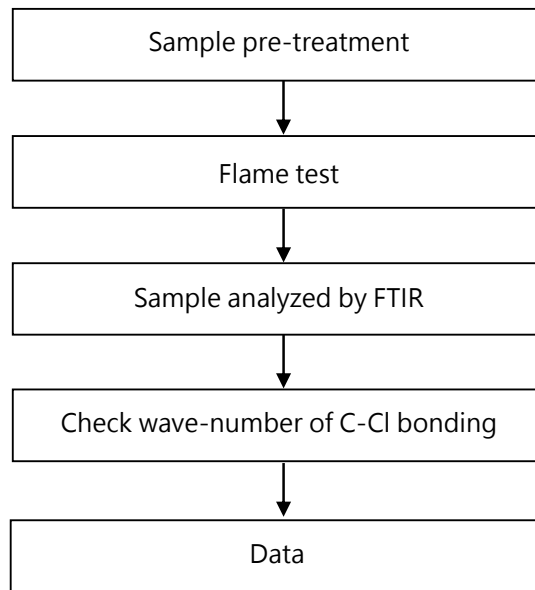 Sample pre-treatment
Flame test
Sample analyzed by FTIR
Check wave-number of C-Cl bonding
Data